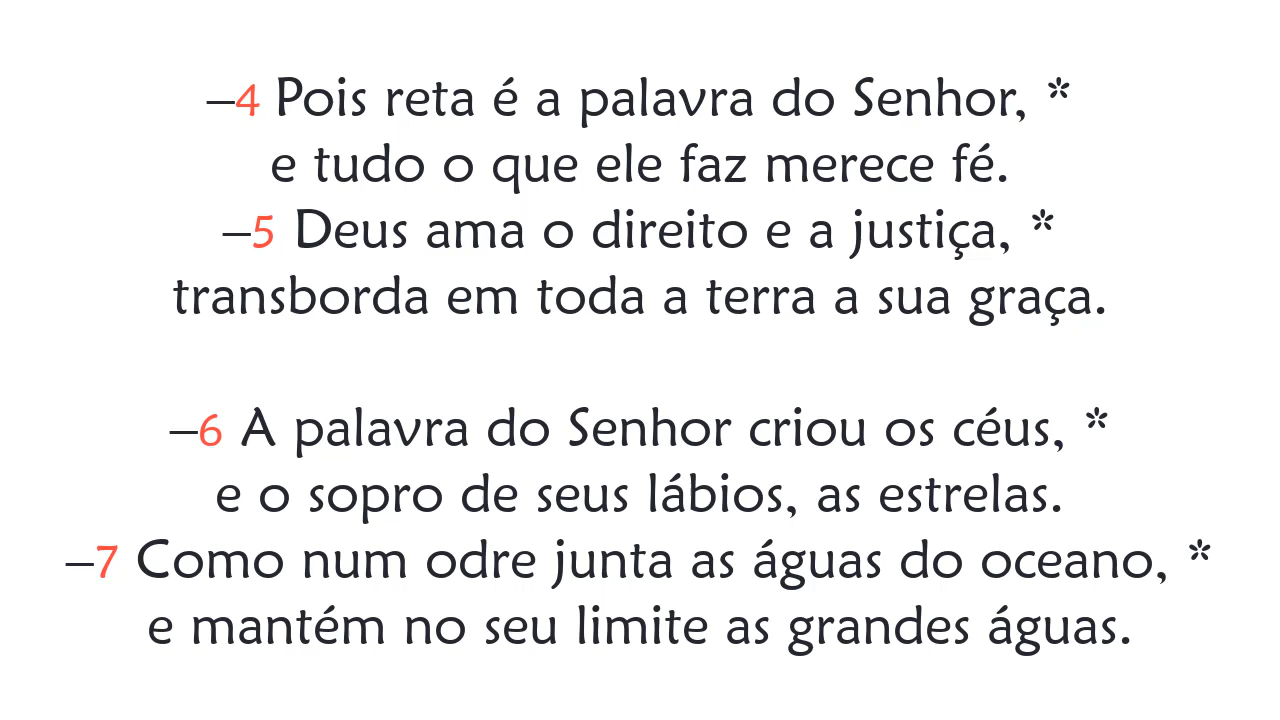 –4 Pois reta é a palavra do Senhor, *
e tudo o que ele faz merece fé.
–5 Deus ama o direito e a justiça, *
transborda em toda a terra a sua graça.
–6 A palavra do Senhor criou os céus, *
e o sopro de seus lábios, as estrelas.
–7 Como num odre junta as águas do oceano, *
e mantém no seu limite as grandes águas.